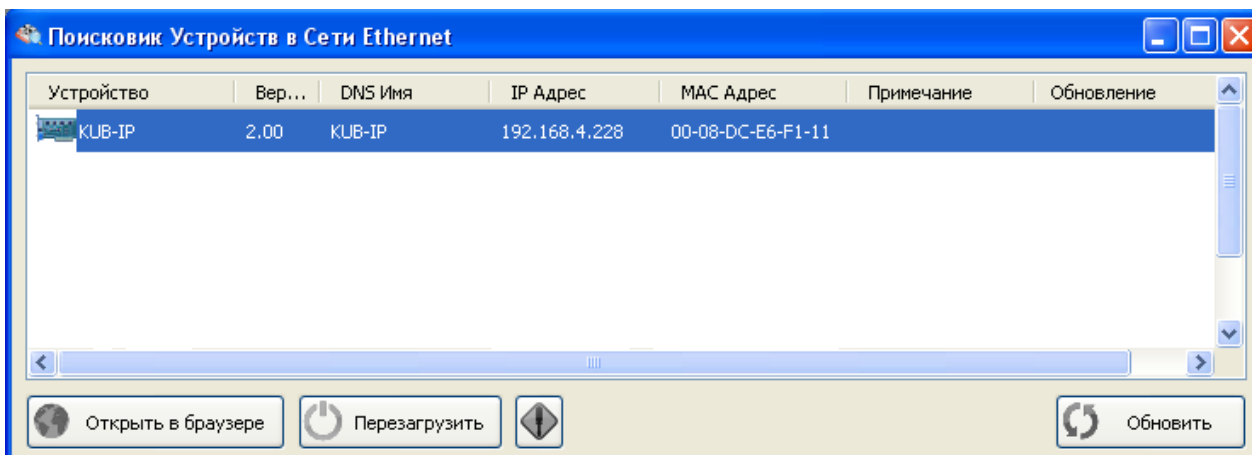 Поисковик Устройств в Сети Ethernet
Устройство Вер... DNS Имя IP Адрес MAC Адрес Примечание Обновление
KUB-IP 2.00 KUB-IP 192.168.4.228 00-08-DC-E6-F1-11
Открыть в браузере Перезагрузить Обновить